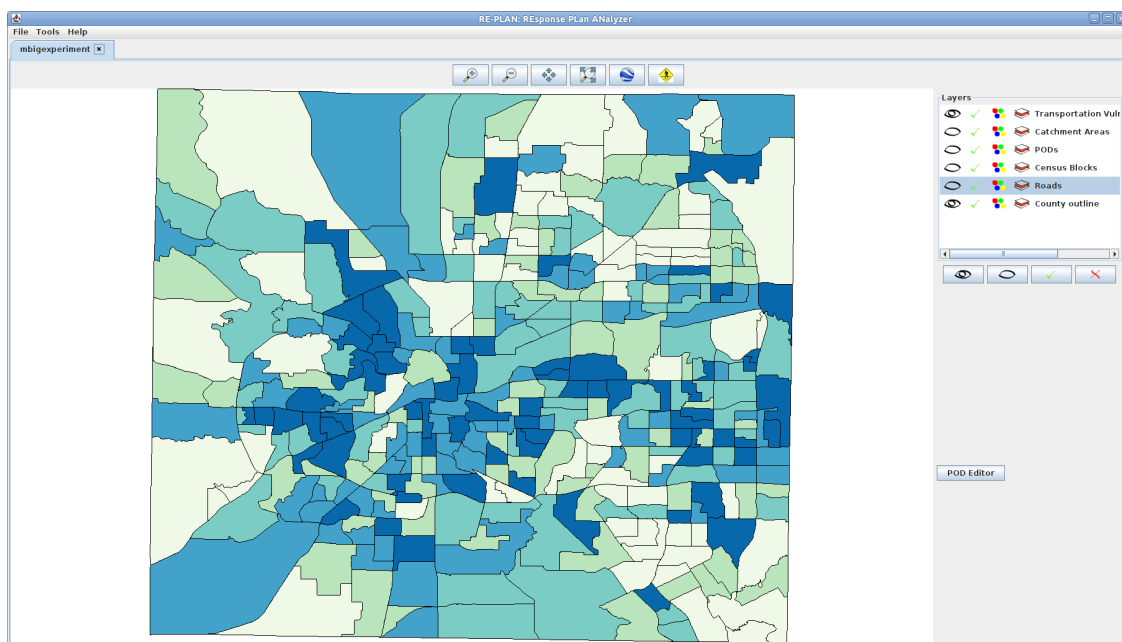 RE-PLAN: REsponse PLan ANalyzer
File Tools Help
mbigexperiment
Layers
Transportation Vulr
Catchment Areas
PODs
Census Blocks
Roads
County outline
POD Editor